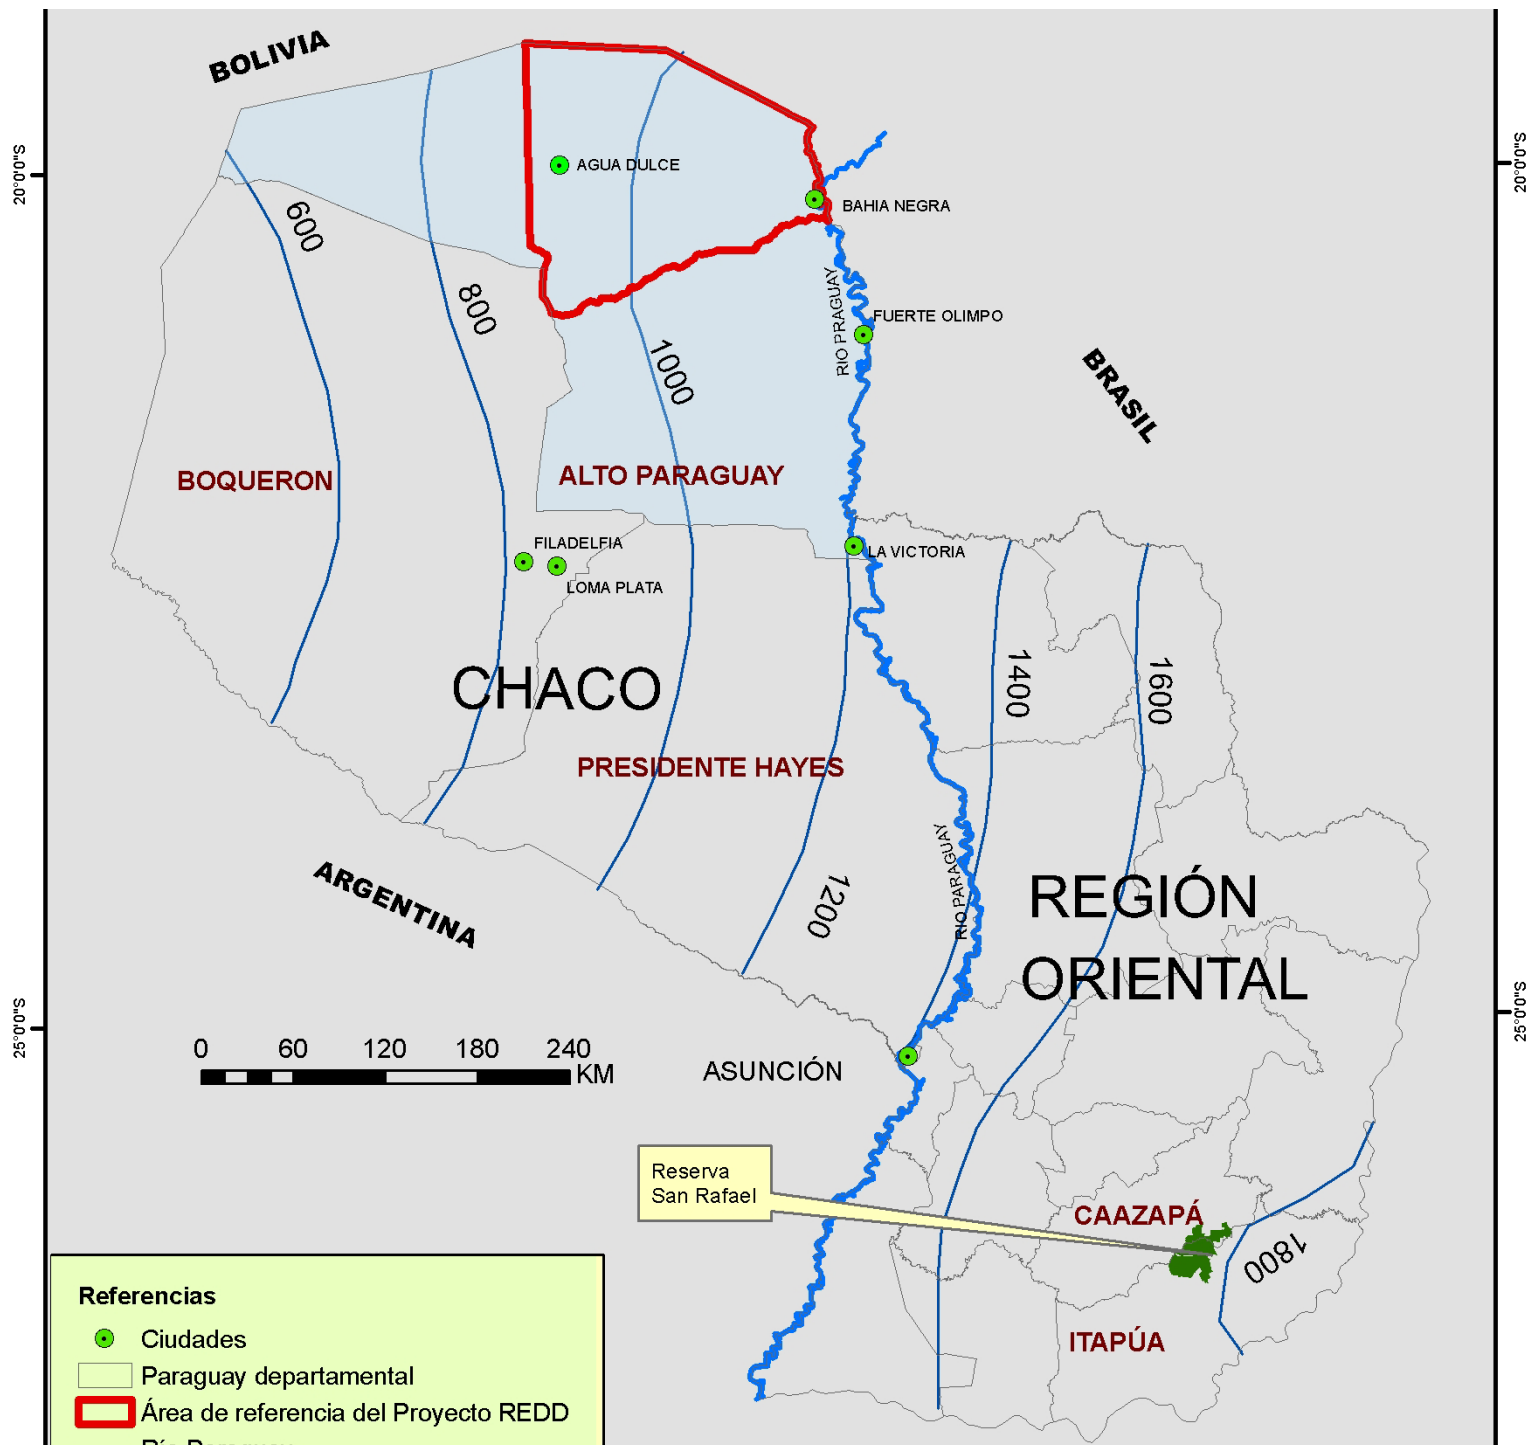 BOLIVIA
20°0'0"S
20°0'0"S
AGUA DULCE
BAHIA NEGRA
600
800
RIO PRAGUAY
FUERTE OLIMPO
1000
BRASIL
BOQUERON
ALTO PARAGUAY
FILADELFIA
LA VICTORIA
LOMA PLATA
1400
1600
CHACO
PRESIDENTE HAYES
RIO PARAGUAY
ARGENTINA
1200
REGIÓN
ORIENTAL
25°0'0"S
25°0'0"S
0 60 120 180 240
KM
ASUNCIÓN
Reserva
San Rafael
CAAZAPÁ
1800
ITAPÚA
Referencias
Ciudades
Paraguay departamental
Área de referencia del Proyecto REDD